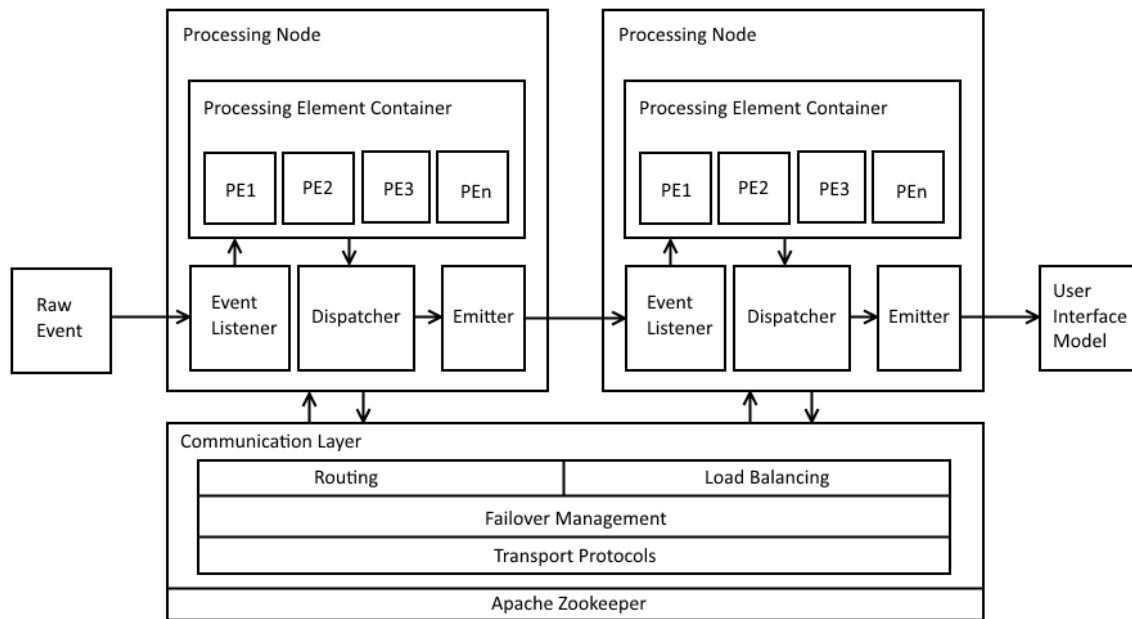 Processing Node
Processing Element Container
PE1
PE2
PE3
PEn
Event
Listener
Dispatcher
Emitter
Processing Node
Processing Element Container
PE1
PE2
PE3
PEn
Event
Listener
Dispatcher
Emitter
Raw
Event
User
Interface
Model
Communication Layer
Routing
Load Balancing
Failover Management
Transport Protocols
Apache Zookeeper